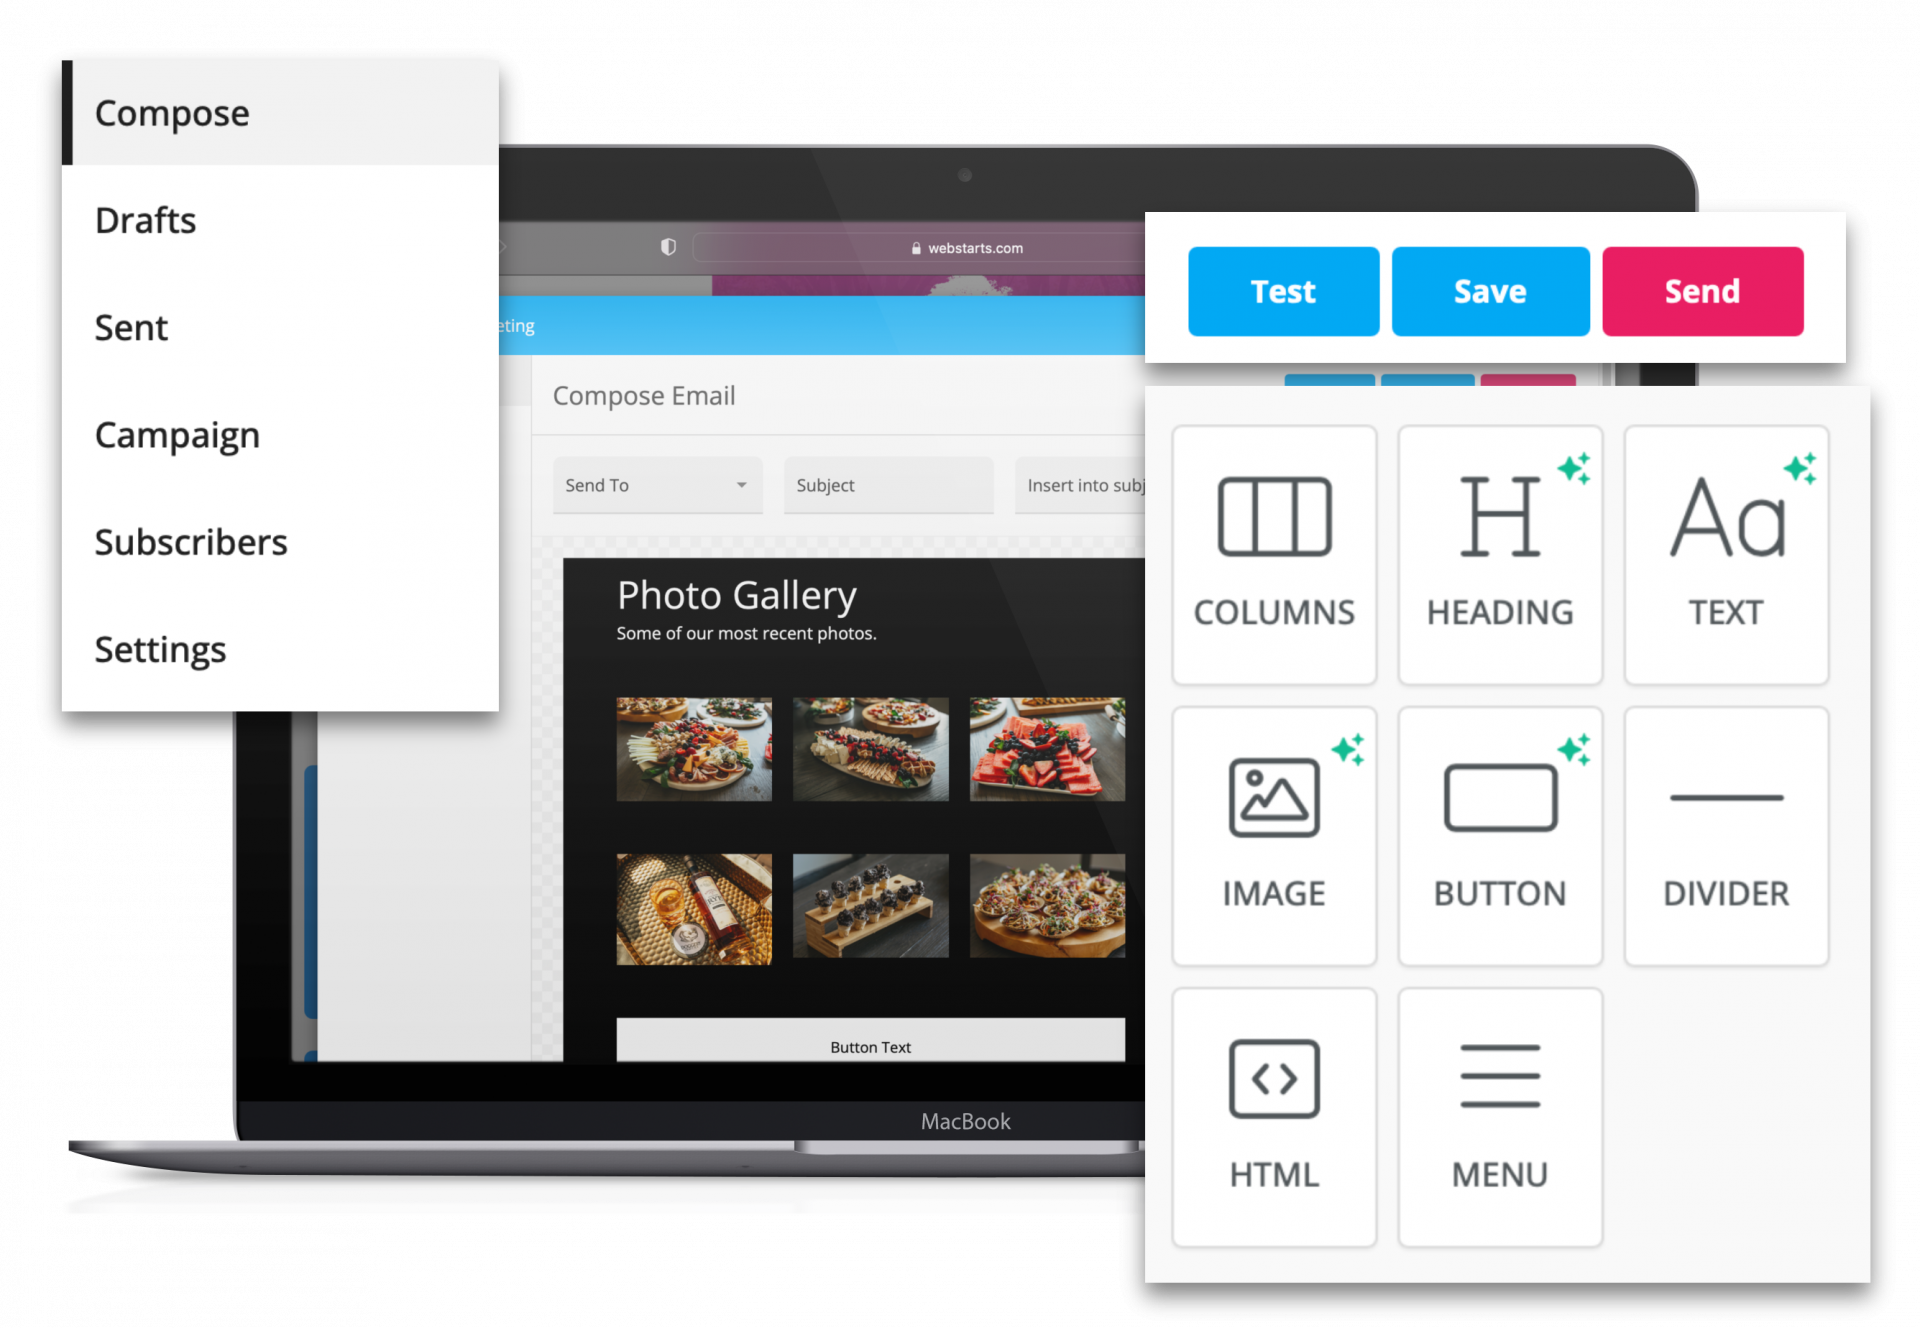 Compose
Drafts
Sent
Campaign
Subscribers
Settings
webstarts.com
eting
Compose Email
Send To
Subject
Insert into subj
Photo Gallery
Some of our most recent photos.
Button Text
MacBook
Test
Save
Send
COLUMNS
HEADING
TEXT
IMAGE
BUTTON
DIVIDER
HTML
MENU